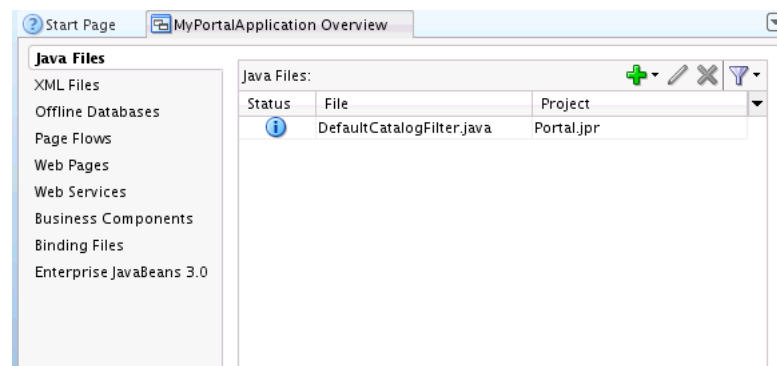 Start Page
MyPortalApplication Overview
Java Files
XML Files
Offline Databases
Page Flows
Web Pages
Web Services
Business Components
Binding Files
Enterprise JavaBeans 3.0
Java Files:
Status File Project
DefaultCatalogFilter.java Portal.jpr